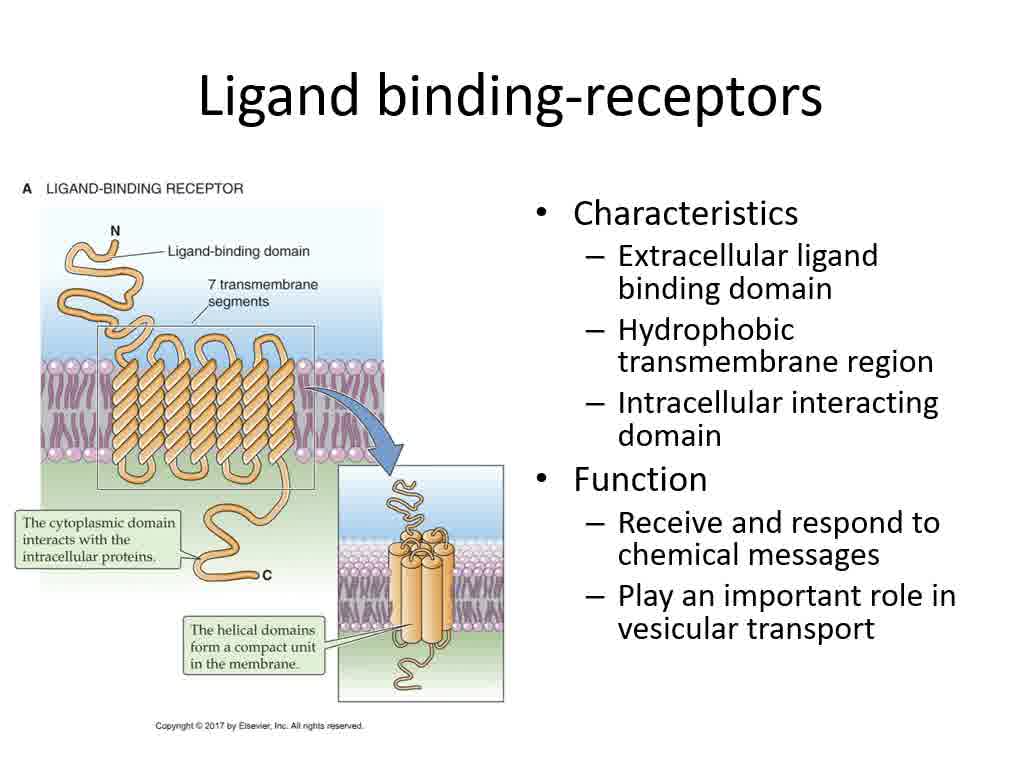 Ligand binding-receptors
A LIGAND-BINDING RECEPTOR
N
Ligand-binding domain
7 transmembrane
segments
The cytoplasmic domain
interacts with the
intracellular proteins.
C
The helical domains
form a compact unit
in the membrane.
Copyright © 2017 by Elsevier, Inc. All rights reserved.
• Characteristics
– Extracellular ligand
binding domain
– Hydrophobic
transmembrane region
– Intracellular interacting
domain
• Function
– Receive and respond to
chemical messages
– Play an important role in
vesicular transport